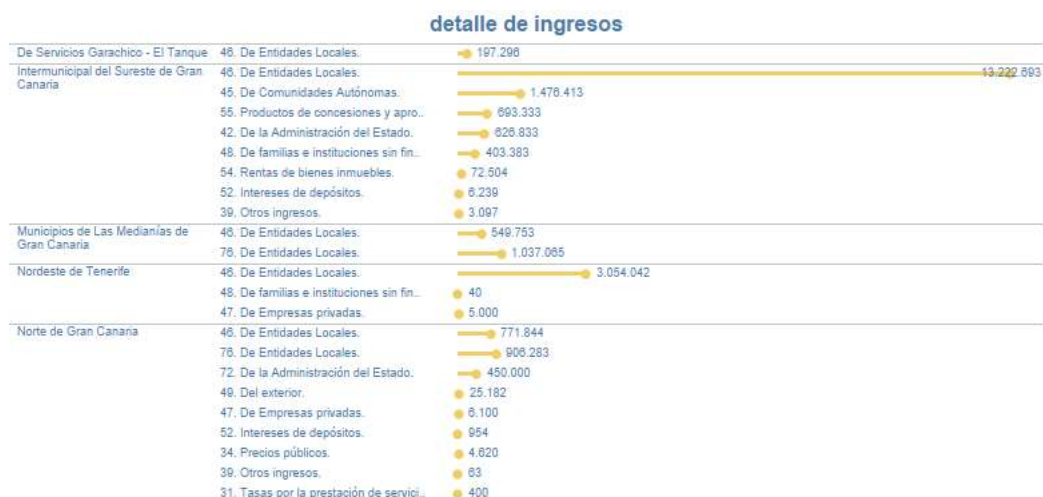 detalle de ingresos
De Servicios Garachico - El Tanque 46. De Entidades Locales. 197.296
Intermunicipal del Sureste de Gran 46. De Entidades Locales. 13.222.693
Canaria
45. De Comunidades Autónomas. 1.476.413
55. Productos de concesiones y apro.. 693.333
42. De la Administración del Estado. 626.833
48. De familias e instituciones sin fin.. 403.383
54. Rentas de bienes inmuebles. 72.504
52. Intereses de depósitos. 6.239
39. Otros ingresos. 3.097
Municipios de Las Medianías de 46. De Entidades Locales. 549.753
Gran Canaria
76. De Entidades Locales. 1.037.065
Nordeste de Tenerife 46. De Entidades Locales. 3.054.042
48. De familias e instituciones sin fin.. 40
47. De Empresas privadas. 5.000
Norte de Gran Canaria 46. De Entidades Locales. 771.844
76. De Entidades Locales. 906.283
72. De la Administración del Estado. 450.000
49. Del exterior. 25.182
47. De Empresas privadas. 6.100
52. Intereses de depósitos. 954
34. Precios públicos. 4.620
39. Otros ingresos. 63
31. Tasas por la prestación de servici.. 400